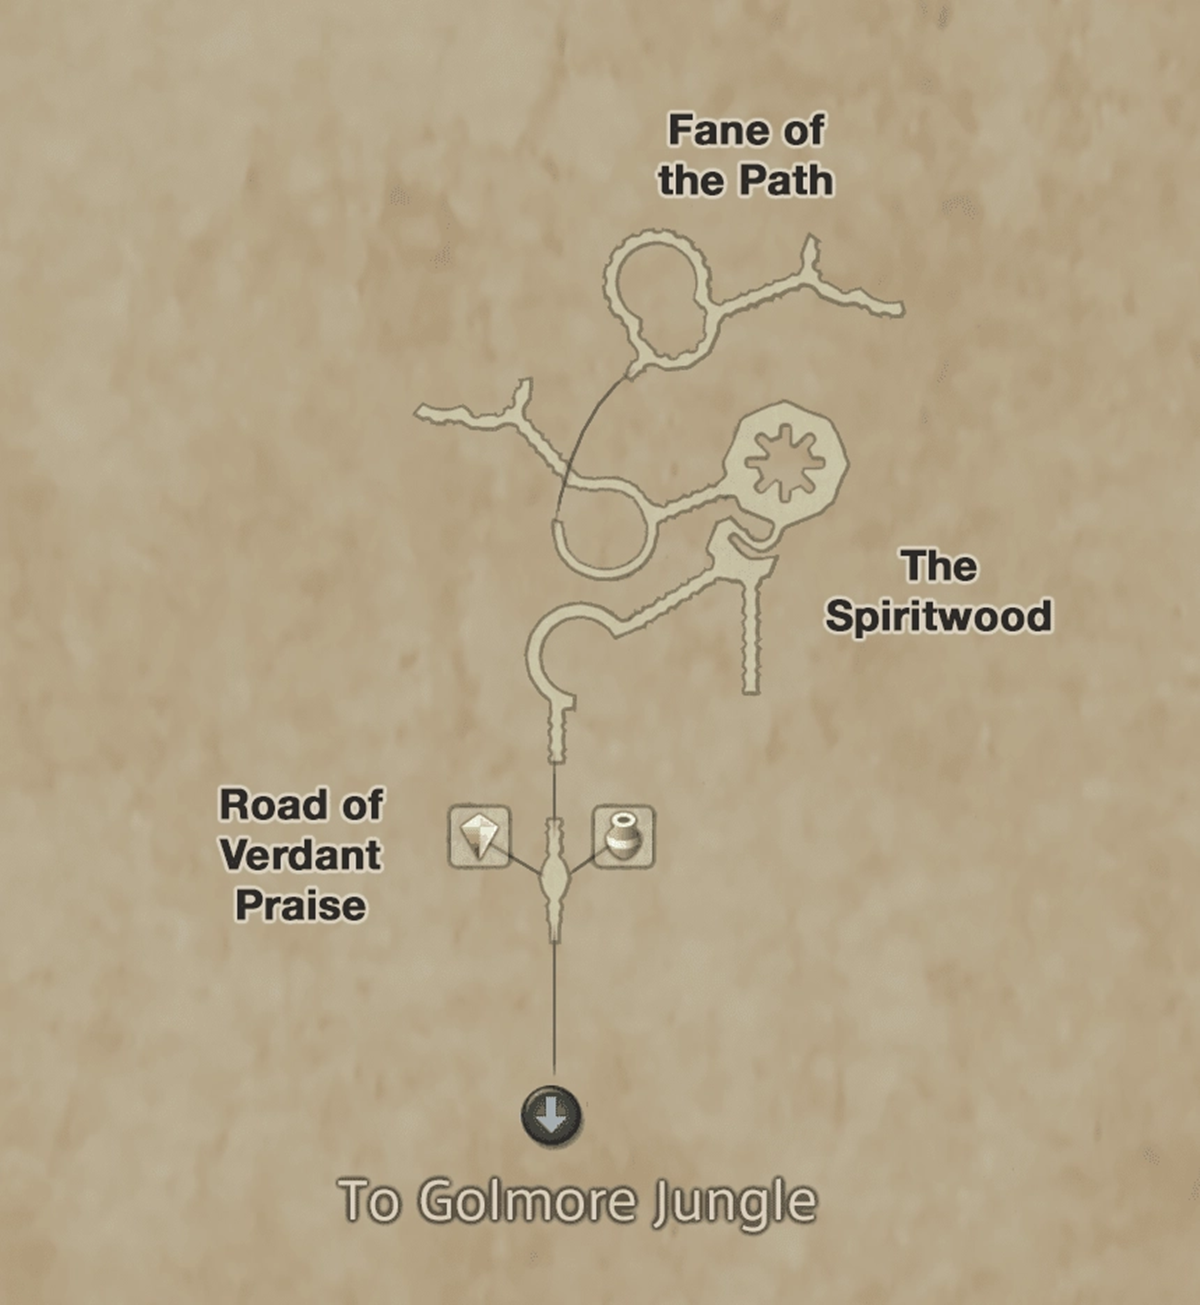 Fane of
the Path
The
Spiritwood
Road of
Verdant
Praise
To Golmore Jungle